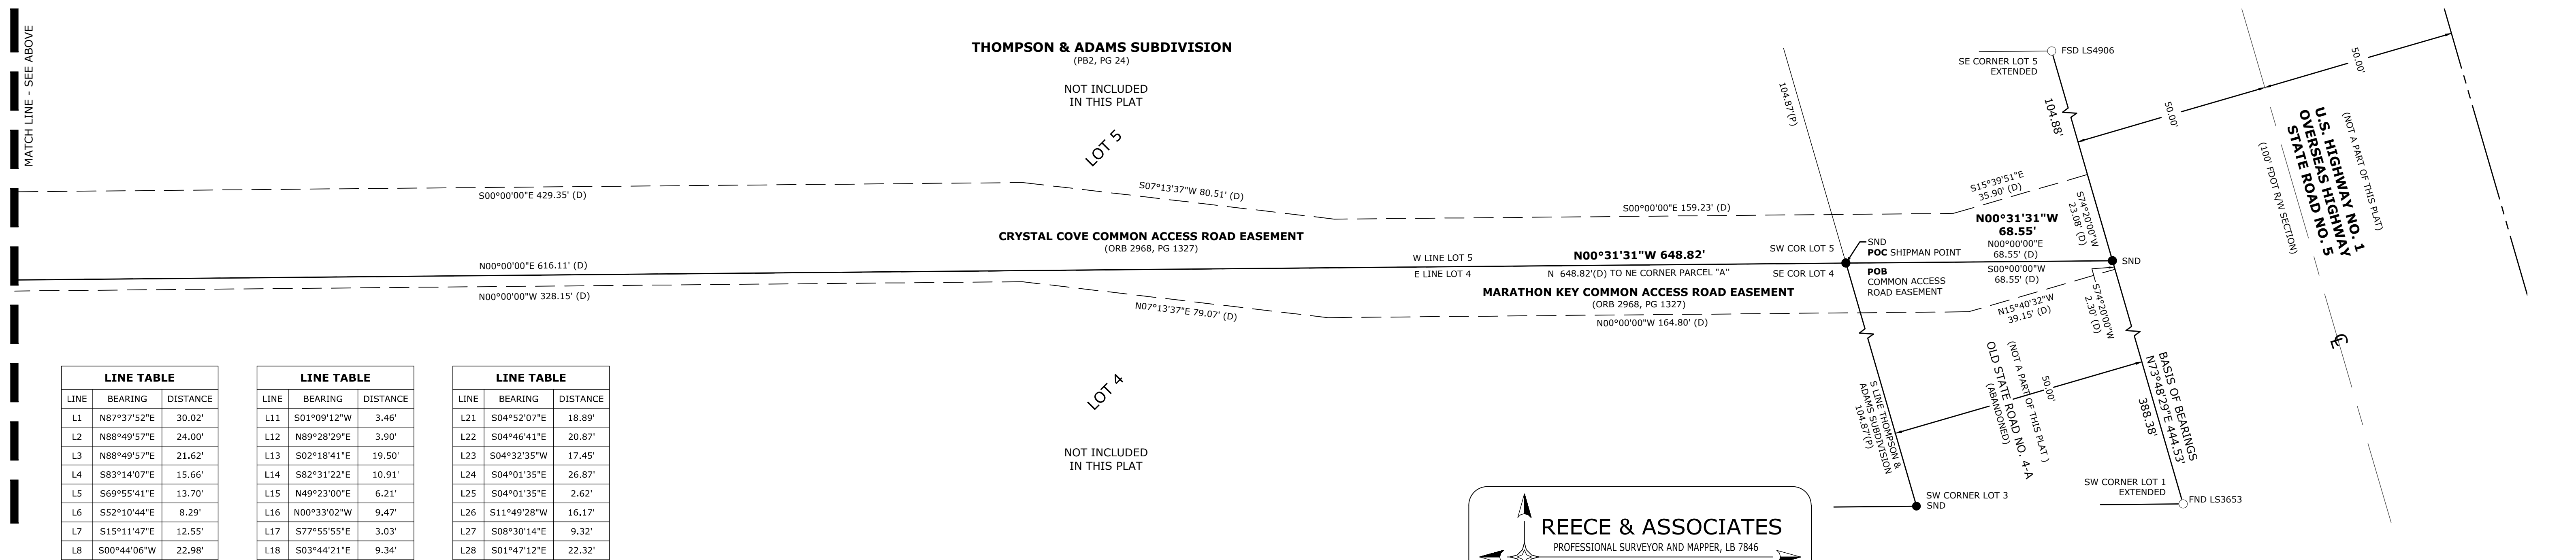 MATCH LINE - SEE ABOVE
THOMPSON & ADAMS SUBDIVISION
(PB2, PG 24)
NOT INCLUDED
IN THIS PLAT
LOT 5
S00°00'00"E 429.35' (D)
S07°13'37"W 80.51' (D)
S00°00'00"E 159.23' (D)
CRYSTAL COVE COMMON ACCESS ROAD EASEMENT
(ORB 2968, PG 1327)
N00°00'00"E 616.11' (D)
N00°00'00"W 328.15' (D)
W LINE LOT 5
E LINE LOT 4
N00°31'31"W 648.82'
N 648.82'(D) TO NE CORNER PARCEL "A"
SW COR LOT 5
SE COR LOT 4
MARATHON KEY COMMON ACCESS ROAD EASEMENT
(ORB 2968, PG 1327)
N07°13'37"E 79.07' (D)
N00°00'00"W 164.80' (D)
LOT 4
NOT INCLUDED
IN THIS PLAT
104.87'(P)
SND
POC SHIPMAN POINT
POB
COMMON ACCESS
ROAD EASEMENT
SE CORNER LOT 5
EXTENDED
FSD LS4906
104.88'
S15°39'51"E
35.90' (D)
S74°20'00"W
23.08' (D)
N00°31'31"W
68.55'
N00°00'00"E
68.55' (D)
S00°00'00"W
68.55' (D)
SND
N15°40'32"W
39.15' (D)
S74°20'00"W
2.30' (D)
50.00'
50.00'
(NOT A PART OF THIS PLAT)
U.S. HIGHWAY NO. 1
OVERSEAS HIGHWAY
STATE ROAD NO. 5
(100' FDOT R/W SECTION)
BASIS OF BEARINGS
N73°48'29"E 444.53'
388.38'
50.00'
(NOT A PART OF THIS PLAT )
OLD STATE ROAD NO. 4-A
(ABANDONED)
S LINE THOMPSON &
ADAMS SUBDIVISION
104.87'(P)
SW CORNER LOT 3
SND
SW CORNER LOT 1
EXTENDED
FND LS3653
LINE TABLE
LINE BEARING DISTANCE
L1 N87°37'52"E 30.02'
L2 N88°49'57"E 24.00'
L3 N88°49'57"E 21.62'
L4 S83°14'07"E 15.66'
L5 S69°55'41"E 13.70'
L6 S52°10'44"E 8.29'
L7 S15°11'47"E 12.55'
L8 S00°44'06"W 22.98'
LINE TABLE
LINE BEARING DISTANCE
L11 S01°09'12"W 3.46'
L12 N89°28'29"E 3.90'
L13 S02°18'41"E 19.50'
L14 S82°31'22"E 10.91'
L15 N49°23'00"E 6.21'
L16 N00°33'02"W 9.47'
L17 S77°55'55"E 3.03'
L18 S03°44'21"E 9.34'
LINE TABLE
LINE BEARING DISTANCE
L21 S04°52'07"E 18.89'
L22 S04°46'41"E 20.87'
L23 S04°32'35"W 17.45'
L24 S04°01'35"E 26.87'
L25 S04°01'35"E 2.62'
L26 S11°49'28"W 16.17'
L27 S08°30'14"E 9.32'
L28 S01°47'12"E 22.32'
REECE & ASSOCIATES
PROFESSIONAL SURVEYOR AND MAPPER, LB 7846